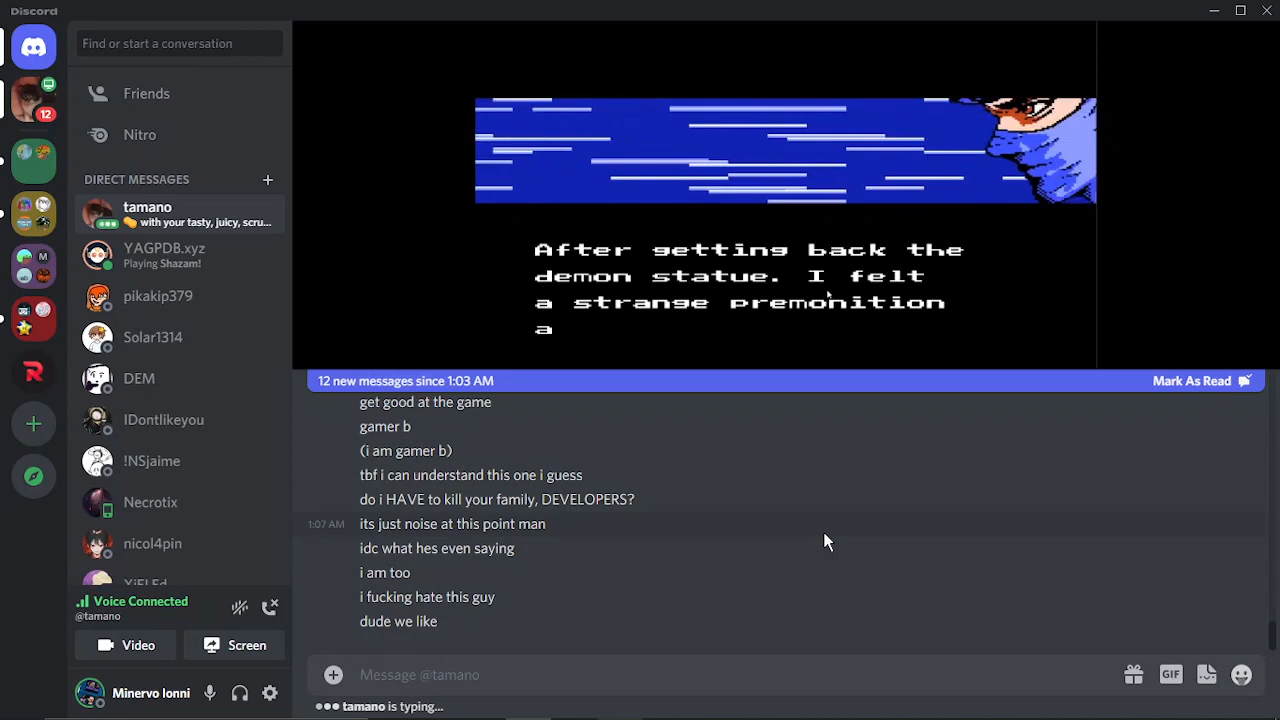 Discord
Find or start a conversation
Friends
Nitro
DIRECT MESSAGES
tamano
with your tasty, juicy, scru...
YAGPDB.xyz
Playing Shazam!
pikakip379
Solar1314
DEM
IDontlikeyou
!NSjaime
Necrotix
nicol4pin
Voice Connected
@tamano
Video
Screen
Minervo Ionni
12
After getting back the
demon statue. I felt
a strange premonition
a
12 new messages since 1:03 AM
Mark As Read
get good at the game
gamer b
(i am gamer b)
tbf i can understand this one i guess
do i HAVE to kill your family, DEVELOPERS?
1:07 AM its just noise at this point man
idc what hes even saying
i am too
i fucking hate this guy
dude we like
Message @tamano
GIF
tamano is typing...